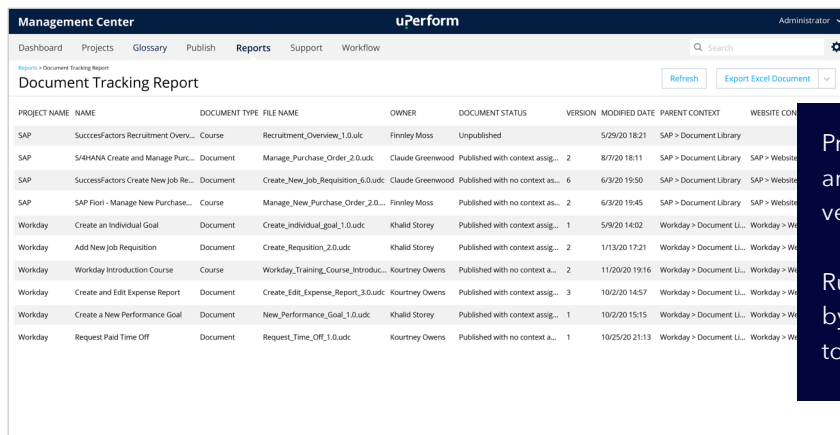 Management Center uPerform Administrator
Dashboard Projects Glossary Publish Reports Support Workflow Search
Reports > Document Tracking Report
Document Tracking Report Refresh Export Excel Document
PROJECT NAME NAME DOCUMENT TYPE FILE NAME OWNER DOCUMENT STATUS VERSION MODIFIED DATE PARENT CONTEXT WEBSITE CON
SAP SuccesFactors Recruitment Overv... Course Recruitment_Overview_1.0.ulc Finnley Moss Unpublished 5/29/20 18:21 SAP > Document Library
SAP S/4HANA Create and Manage Purc... Document Manage_Purchase_Order_2.0.udc Claude Greenwood Published with context assig... 2 8/7/20 18:11 SAP > Document Library SAP > Website
SAP SuccessFactors Create New Job Re... Document Create_New_Job_Requisition_6.0.udc Claude Greenwood Published with no context as... 6 6/3/20 19:50 SAP > Document Library SAP > Website
SAP SAP Fiori - Manage New Purchase... Course Manage_New_Purchase_Order_2.0.... Finnley Moss Published with context assig... 2 6/3/20 19:45 SAP > Document Library SAP > Website
Workday Create an Individual Goal Document Create_individual_goal_1.0.udc Khalid Storey Published with context assig... 1 5/9/20 14:02 Workday > Document Li... Workday > We
Workday Add New Job Requisition Document Create_Requsition_2.0.udc Khalid Storey Published with context assig... 2 1/13/20 17:21 Workday > Document Li... Workday > We
Workday Workday Introduction Course Course Workday_Training_Course_Introduc... Kourtney Owens Published with no context a... 2 11/20/20 19:16 Workday > Document Li... Workday > We
Workday Create and Edit Expense Report Document Create_Edit_Expense_Report_3.0.udc Kourtney Owens Published with context assig... 3 10/2/20 14:57 Workday > Document Li... Workday > We
Workday Create a New Performance Goal Document New_Performance_Goal_1.0.udc Khalid Storey Published with context assig... 1 10/2/20 15:15 Workday > Document Li... Workday > We
Workday Request Paid Time Off Document Request_Time_Off_1.0.udc Kourtney Owens Published with no context a... 1 10/25/20 21:13 Workday > Document Li... Workday > We